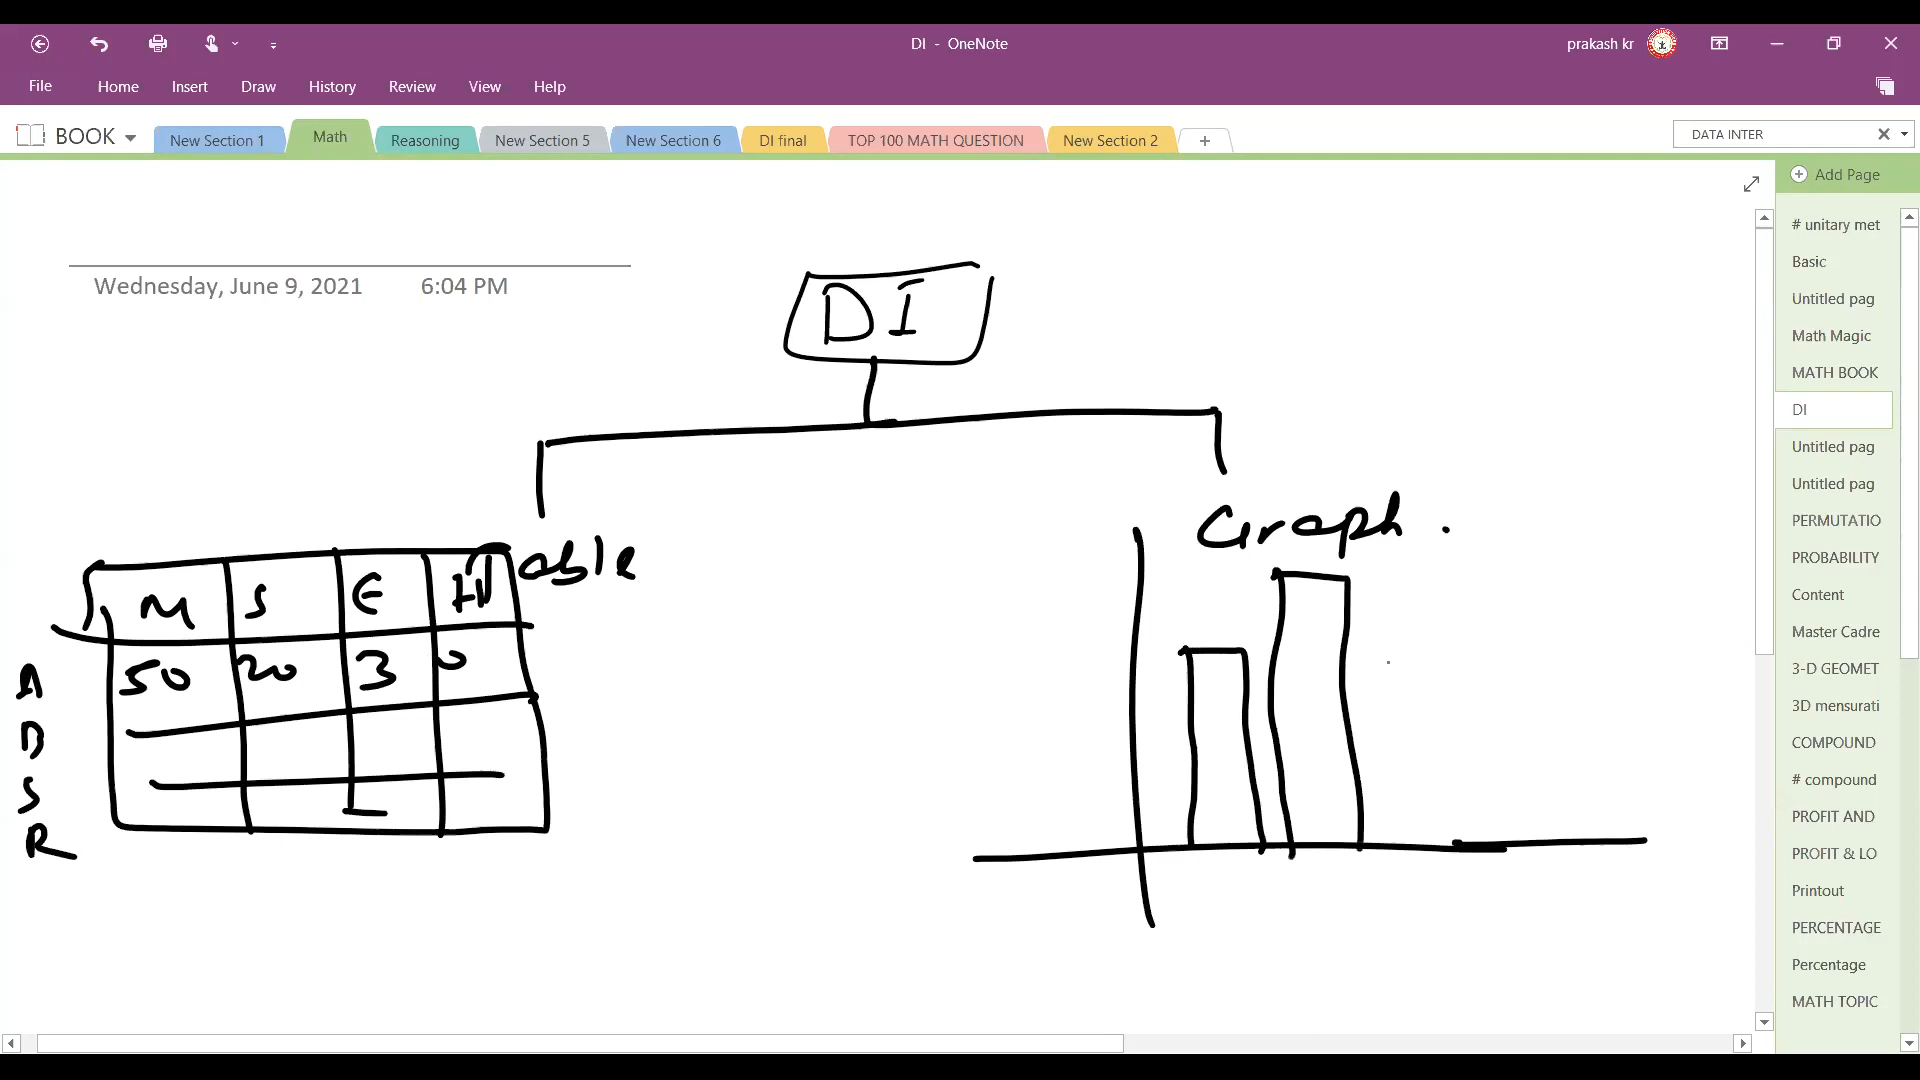 DI - OneNote
prakash kr
File Home Insert Draw History Review View Help
BOOK New Section 1 Math Reasoning New Section 5 New Section 6 DI final TOP 100 MATH QUESTION New Section 2 +
DATA INTER
Add Page
# unitary met
Basic
Untitled pag
Math Magic
MATH BOOK
DI
Untitled pag
Untitled pag
PERMUTATIO
PROBABILITY
Content
Master Cadre
3-D GEOMET
3D mensurati
COMPOUND
# compound
PROFIT AND
PROFIT & LO
Printout
PERCENTAGE
Percentage
MATH TOPIC
Wednesday, June 9, 2021 6:04 PM
DI
Table
Graph.
M S E H
50 20 3 0
A
B
S
R